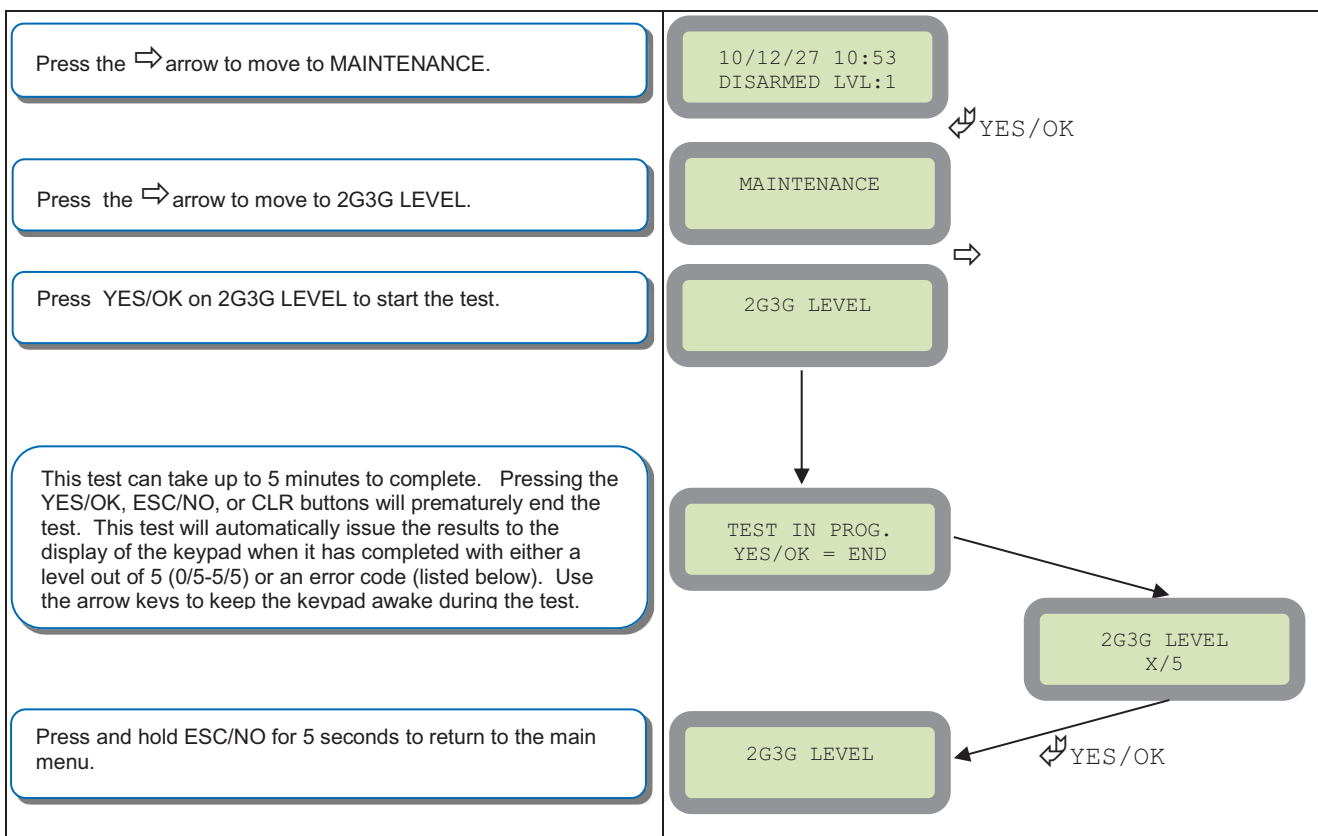 Press the ⇨ arrow to move to MAINTENANCE.
10/12/27 10:53
DISARMED LVL:1
YES/OK
Press the ⇨ arrow to move to 2G3G LEVEL.
MAINTENANCE
⇨
Press YES/OK on 2G3G LEVEL to start the test.
2G3G LEVEL
This test can take up to 5 minutes to complete. Pressing the
YES/OK, ESC/NO, or CLR buttons will prematurely end the
test. This test will automatically issue the results to the
display of the keypad when it has completed with either a
level out of 5 (0/5-5/5) or an error code (listed below). Use
the arrow keys to keep the keypad awake during the test.
TEST IN PROG.
YES/OK = END
2G3G LEVEL
X/5
Press and hold ESC/NO for 5 seconds to return to the main
menu.
2G3G LEVEL
YES/OK